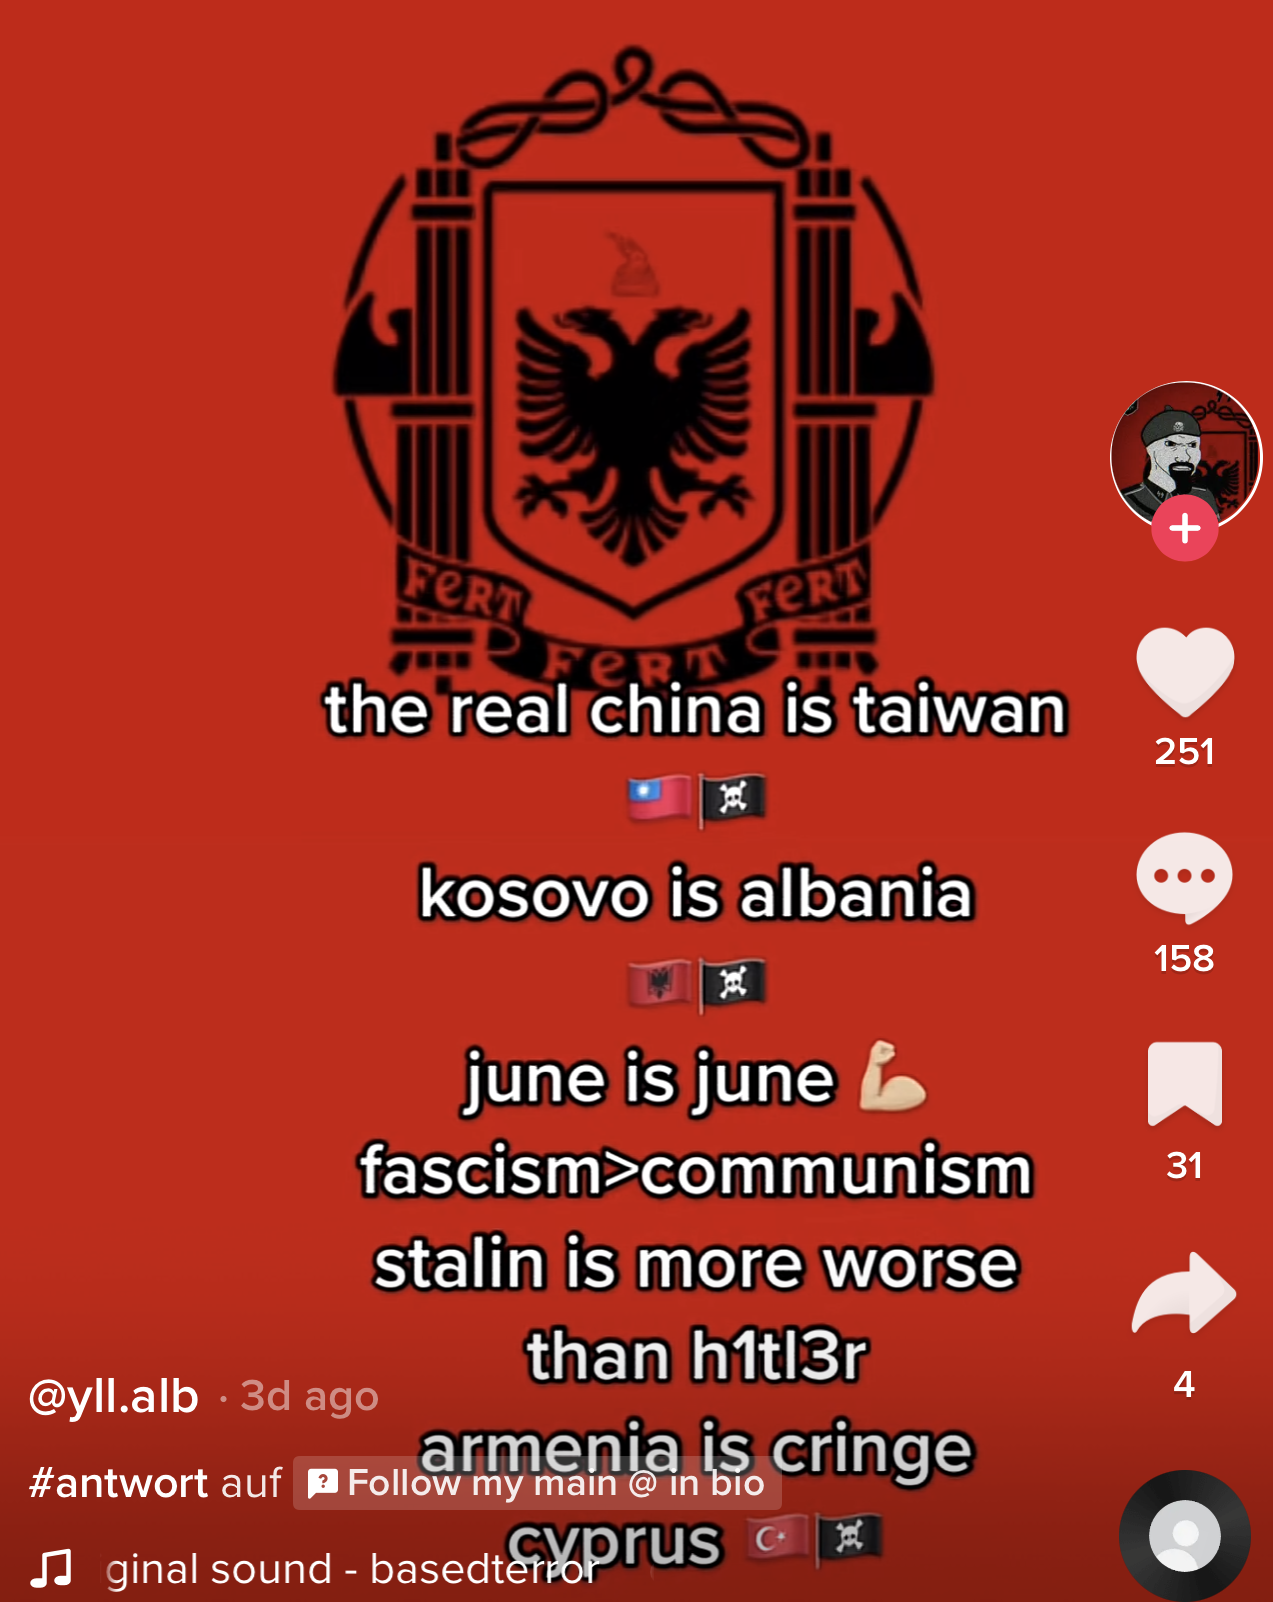 FERT
FERT
FERT
the real china is taiwan
🇹🇼🏴‍☠️
kosovo is albania
🇦🇱🏴‍☠️
june is june 💪🏼
fascism>communism
stalin is more worse
than h1tl3r
armenia is cringe
cyprus 🇹🇷🏴‍☠️
251
158
31
4
@yll.alb · 3d ago
#antwort auf Follow my main @ in bio
ginal sound - basedterror